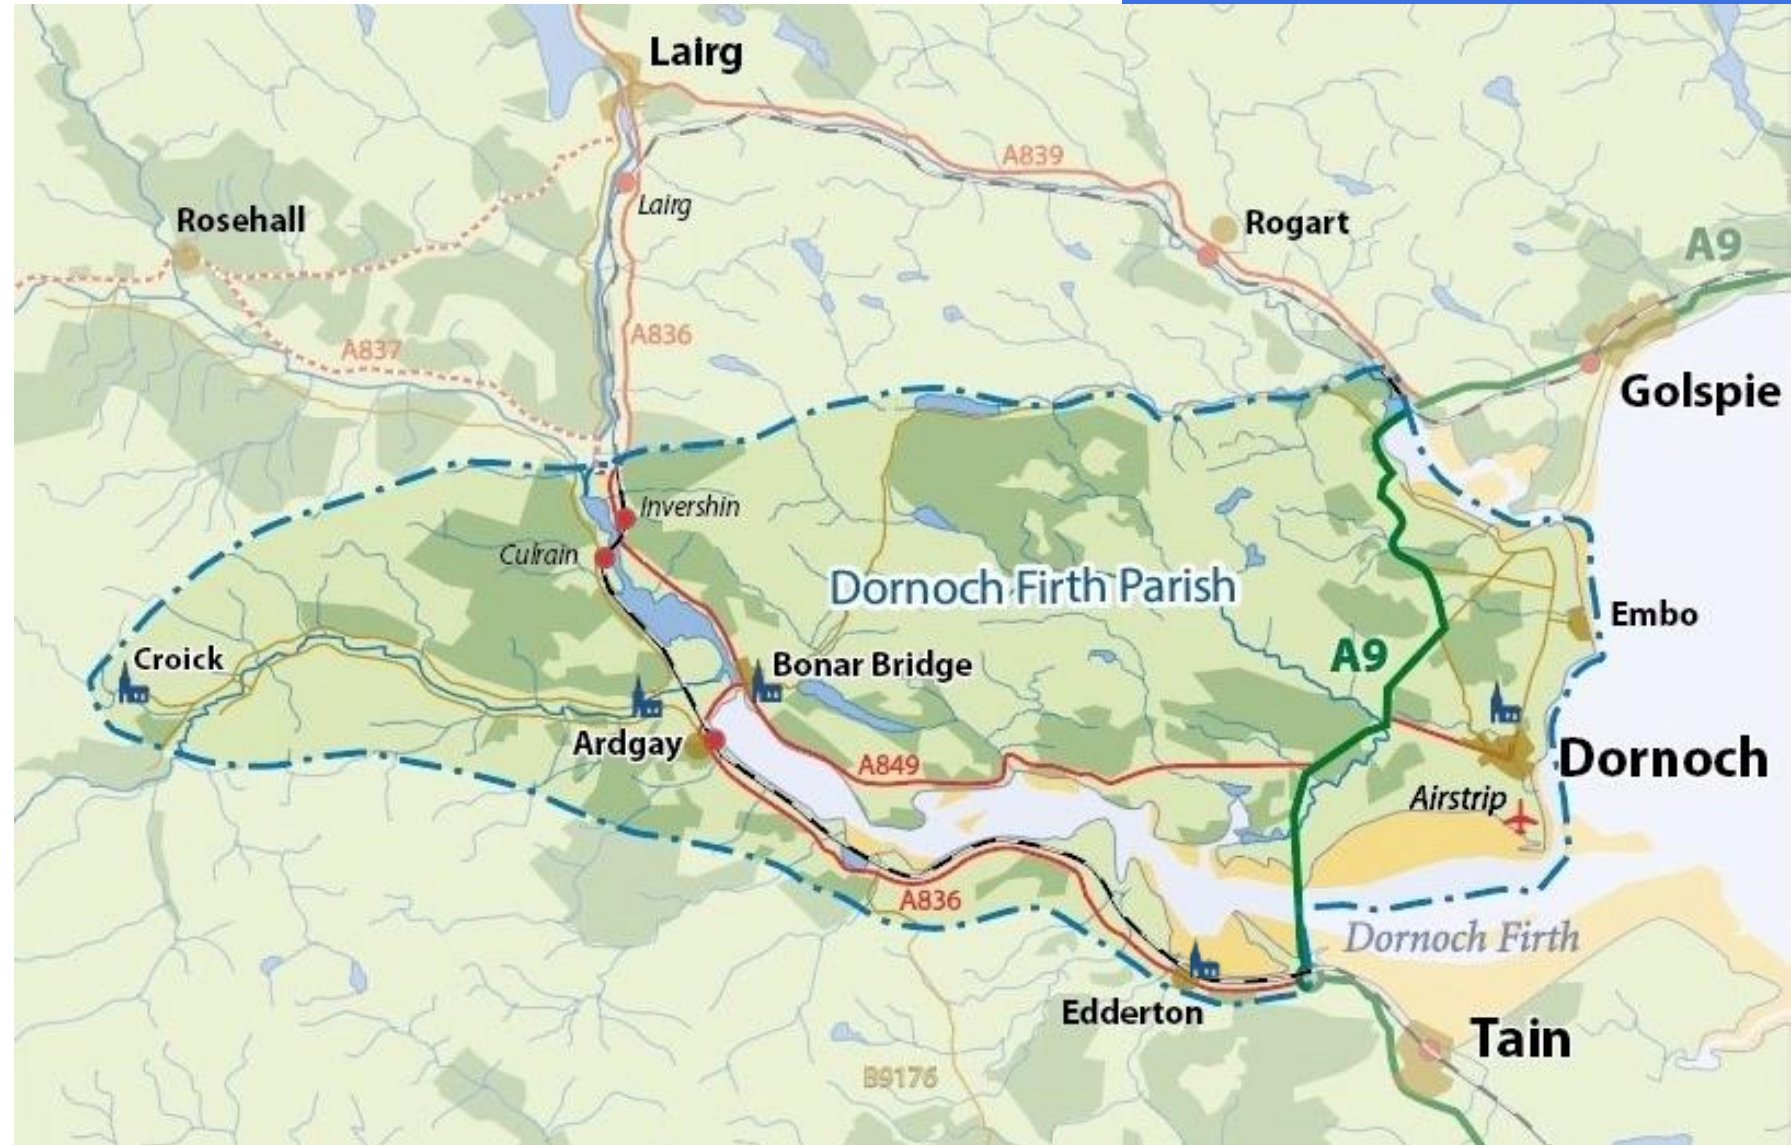 Lairg
A839
Lairg
Rosehall
Rogart
A9
A836
A837
Golspie
Invershin
Culrain
Dornoch Firth Parish
Embo
A9
Croick
Bonar Bridge
Ardgay
A849
Dornoch
Airstrip
A836
Dornoch Firth
Edderton
Tain
B9176